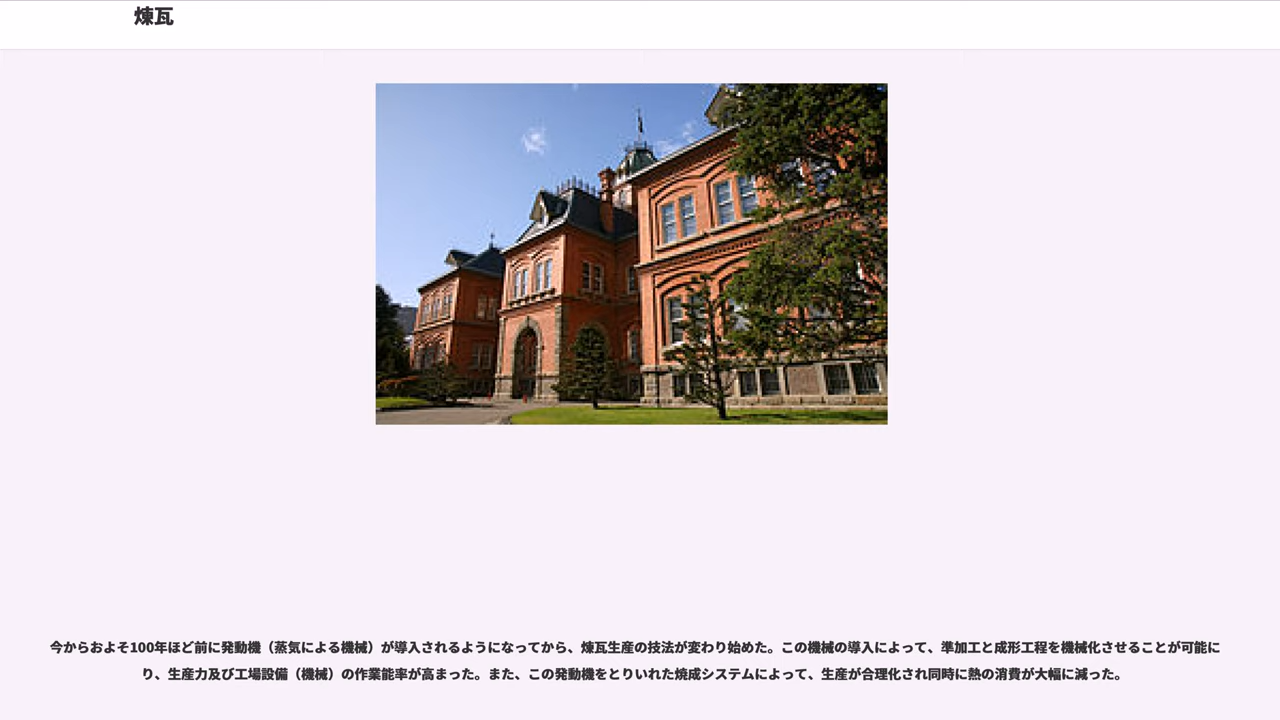 煉瓦
今からおよそ100年ほど前に発動機（蒸気による機械）が導入されるようになってから、煉瓦生産の技法が変わり始めた。この機械の導入によって、準加工と成形工程を機械化させることが可能に
り、生産力及び工場設備（機械）の作業能率が高まった。また、この発動機をとりいれた焼成システムによって、生産が合理化され同時に熱の消費が大幅に減った。